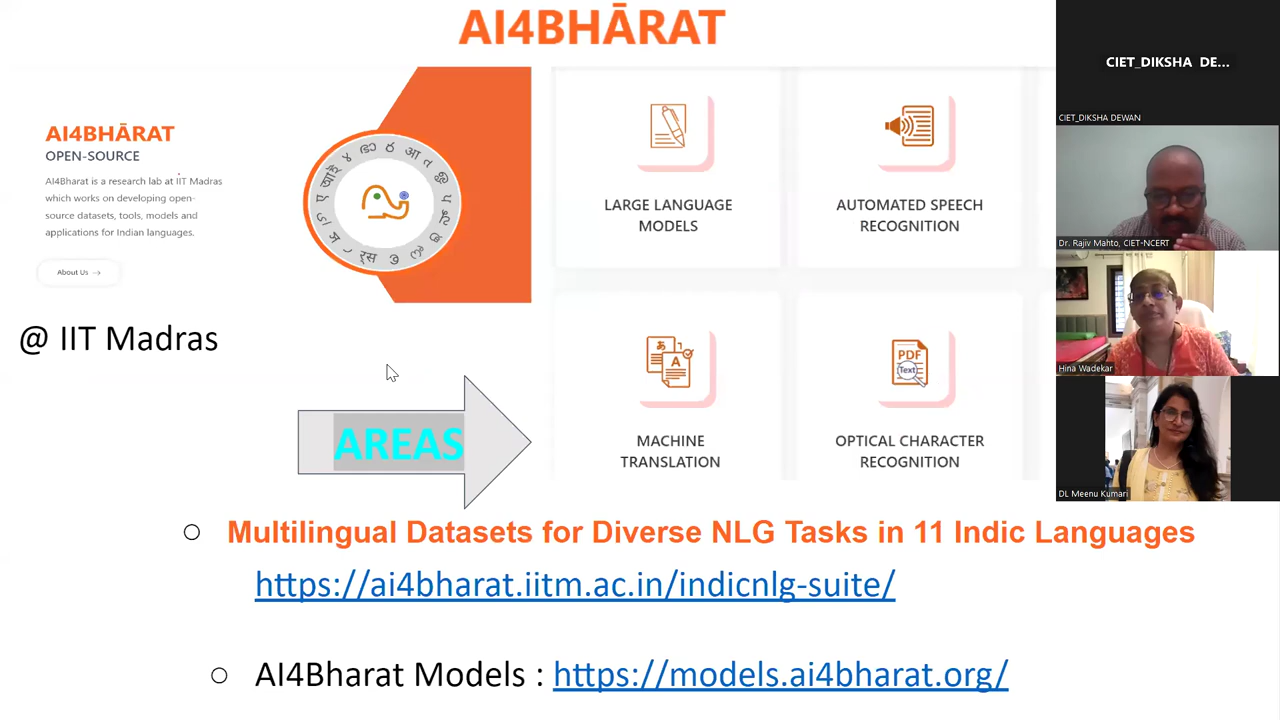 AI4BHĀRAT
AI4BHĀRAT
OPEN-SOURCE
AI4Bharat is a research lab at IIT Madras
which works on developing open-
source datasets, tools, models and
applications for Indian languages.
About Us →
@ IIT Madras
LARGE LANGUAGE
MODELS
AUTOMATED SPEECH
RECOGNITION
PDF
Text
MACHINE
TRANSLATION
OPTICAL CHARACTER
RECOGNITION
AREAS
Multilingual Datasets for Diverse NLG Tasks in 11 Indic Languages
https://ai4bharat.iitm.ac.in/indicnlg-suite/
AI4Bharat Models : https://models.ai4bharat.org/
CIET_DIKSHA DE...
CIET_DIKSHA DEWAN
Dr. Rajiv Mahto, CIET-NCERT
Hina Wadekar
DL Meenu Kumari